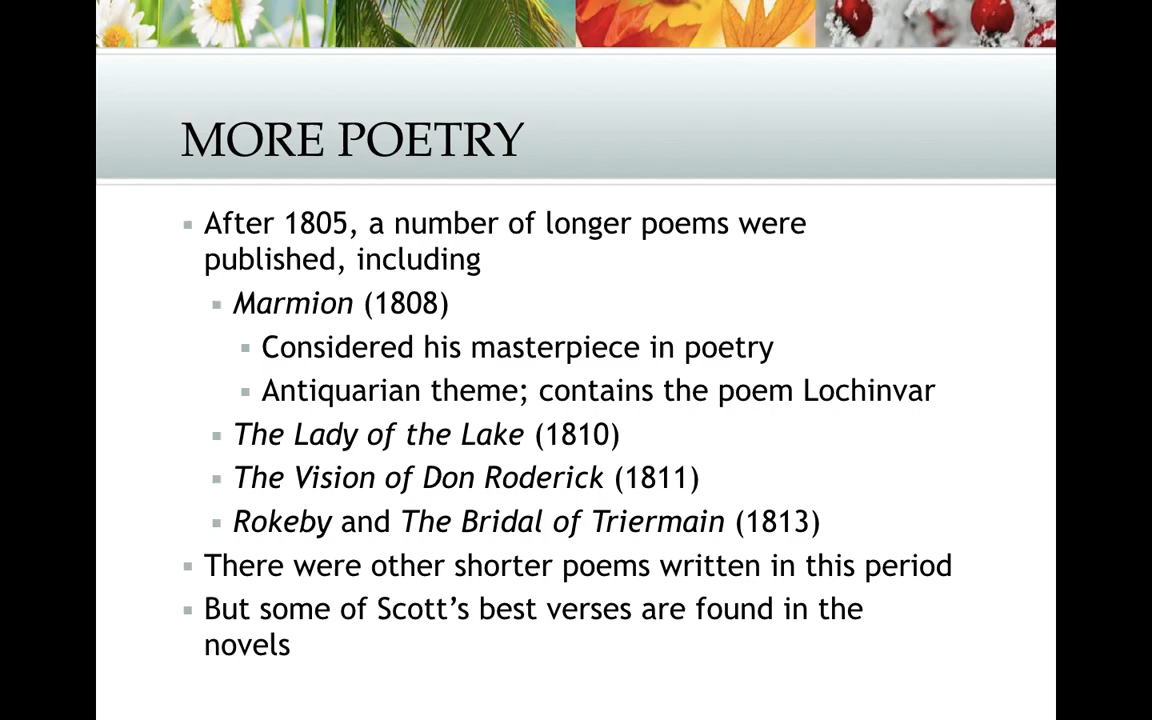 MORE POETRY
After 1805, a number of longer poems were
published, including
Marmion (1808)
Considered his masterpiece in poetry
Antiquarian theme; contains the poem Lochinvar
The Lady of the Lake (1810)
The Vision of Don Roderick (1811)
Rokeby and The Bridal of Triermain (1813)
There were other shorter poems written in this period
But some of Scott’s best verses are found in the
novels